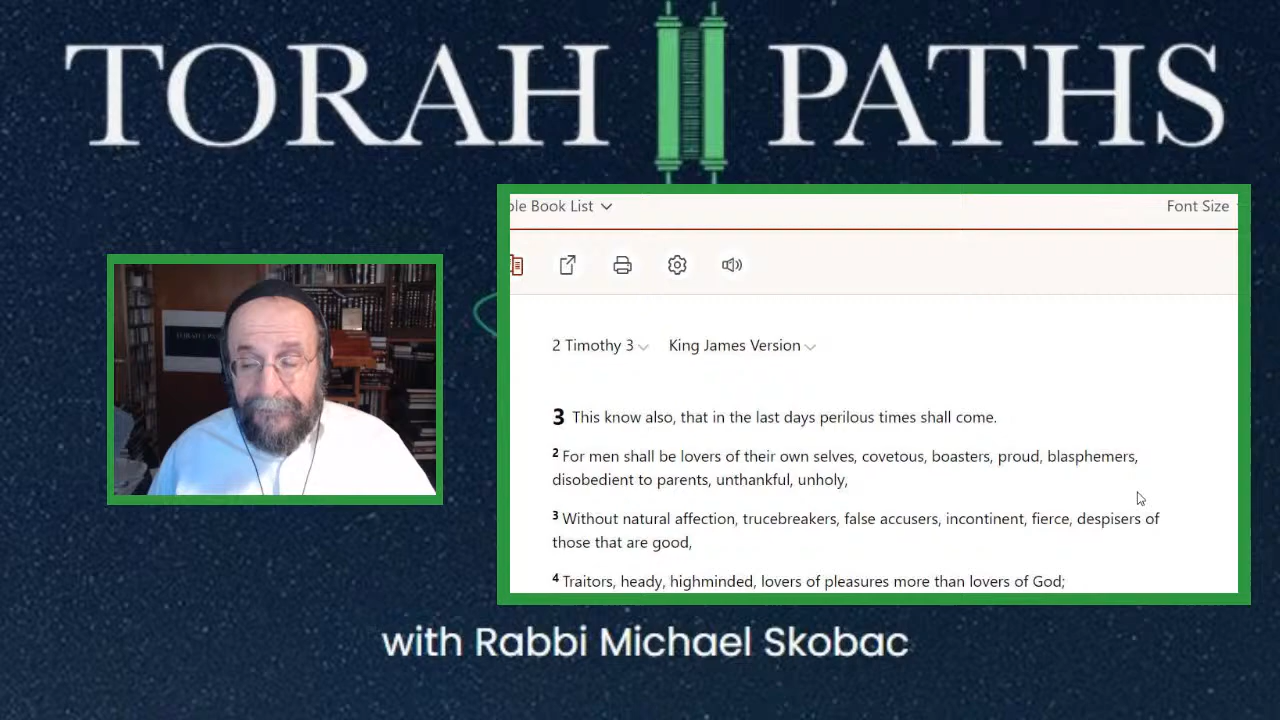 TORAH PATHS
ble Book List
Font Size
2 Timothy 3
King James Version
3 This know also, that in the last days perilous times shall come.
2 For men shall be lovers of their own selves, covetous, boasters, proud, blasphemers,
disobedient to parents, unthankful, unholy,
3 Without natural affection, trucebreakers, false accusers, incontinent, fierce, despisers of
those that are good,
4 Traitors, heady, highminded, lovers of pleasures more than lovers of God;
with Rabbi Michael Skobac